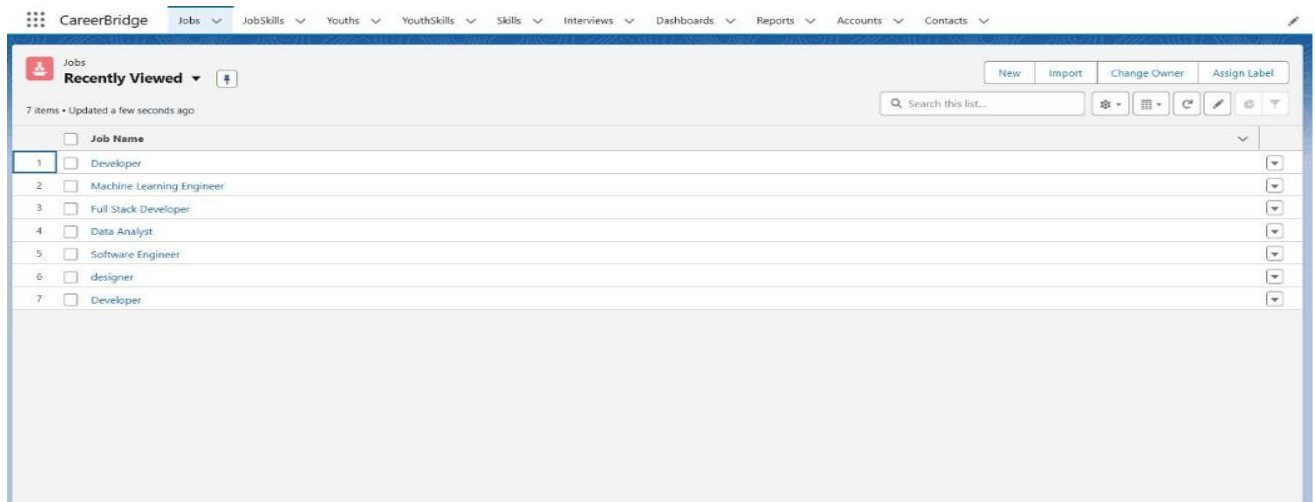 CareerBridge Jobs JobSkills Youths YouthSkills Skills Interviews Dashboards Reports Accounts Contacts
Jobs
Recently Viewed
New Import Change Owner Assign Label
7 items • Updated a few seconds ago
Search this list...
Job Name
1 Developer
2 Machine Learning Engineer
3 Full Stack Developer
4 Data Analyst
5 Software Engineer
6 designer
7 Developer